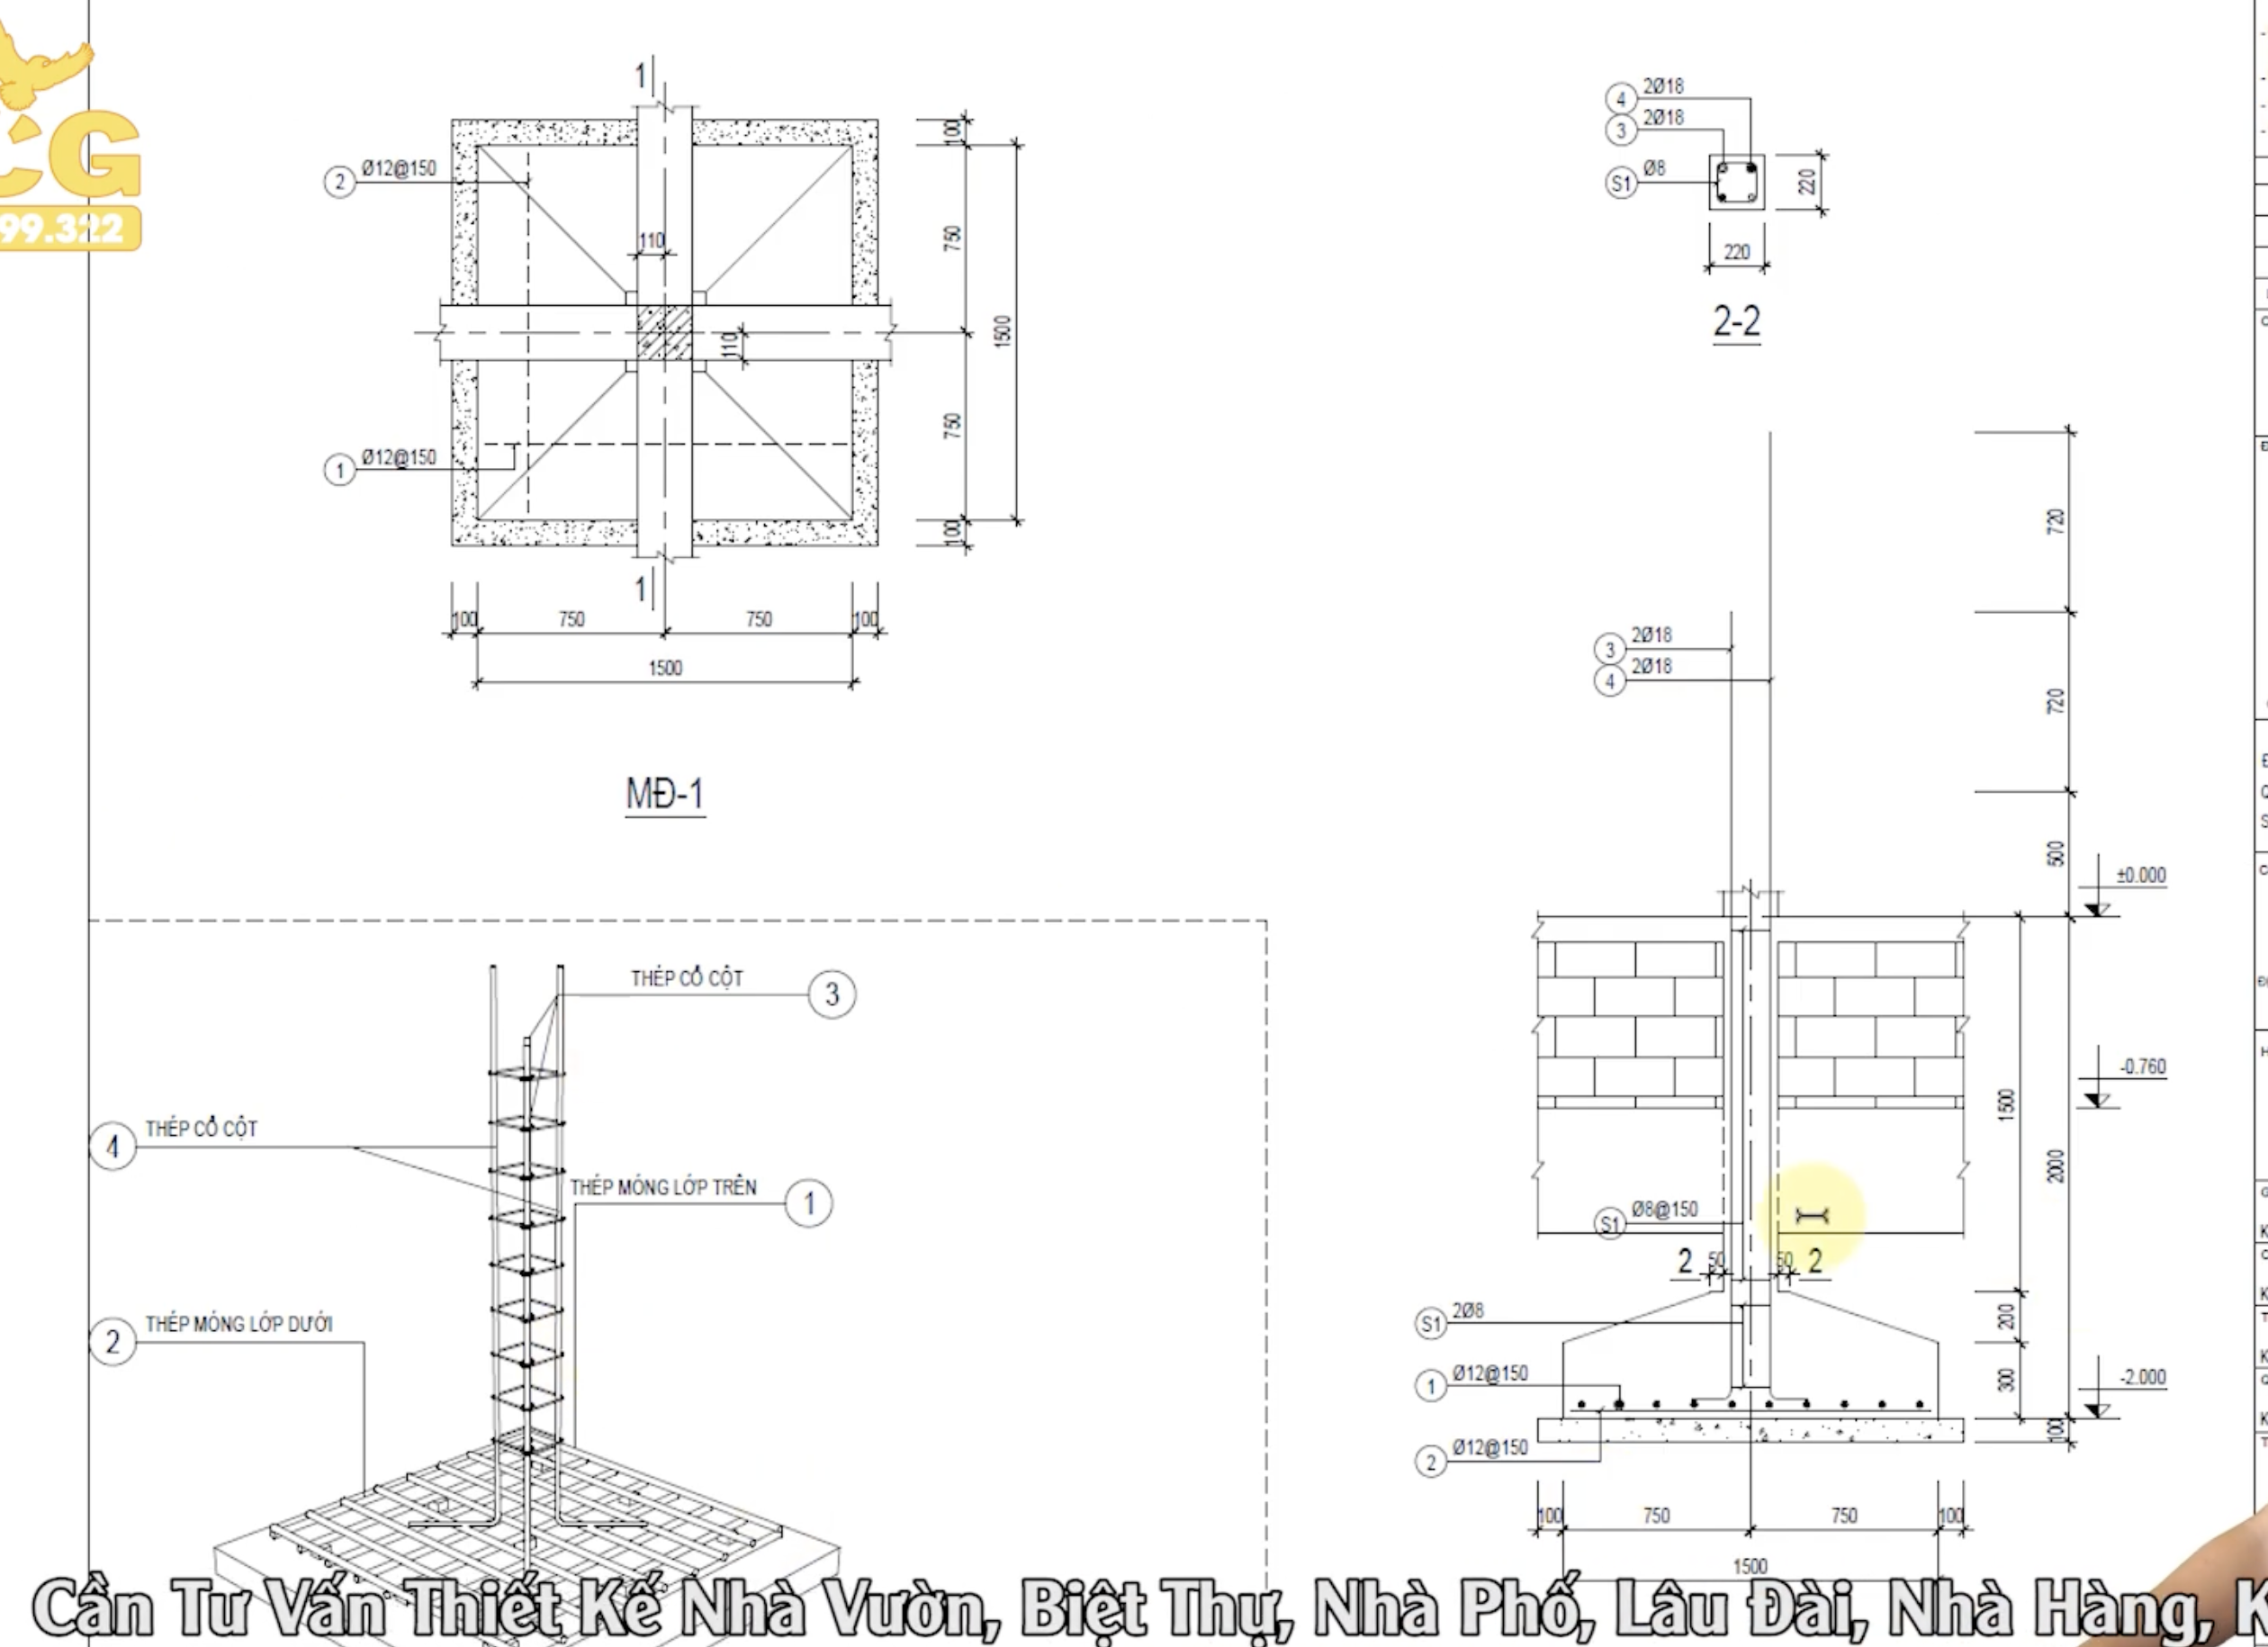 CG
99.322
1
2 Ø12@150
110
110
1 Ø12@150
1
100
750
750
100
1500
100 750 750 100
1500
MĐ-1
4 2Ø18
3 2Ø18
S1 Ø8
220
220
2-2
3 2Ø18
4 2Ø18
720
720
500
±0.000
-0.760
1500
2000
S1 Ø8@150
2 50 50 2
S1 2Ø8
200
1 Ø12@150
300
-2.000
100
2 Ø12@150
100 750 750 100
1500
THÉP CỔ CỘT 3
4 THÉP CỔ CỘT
THÉP MÓNG LỚP TRÊN 1
2 THÉP MÓNG LỚP DƯỚI
Cần Tư Vấn Thiết Kế Nhà Vườn, Biệt Thự, Nhà Phố, Lâu Đài, Nhà Hàng, K